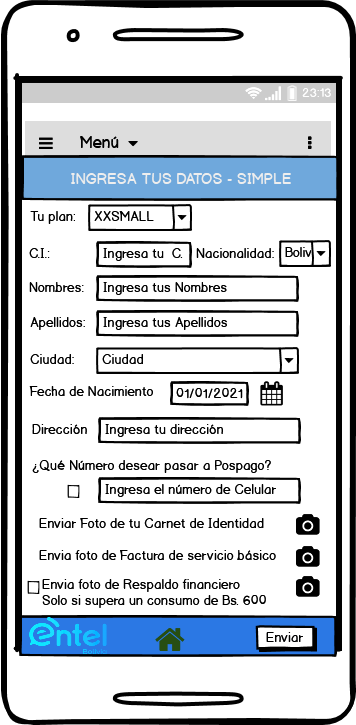 23:13
Menú
INGRESA TUS DATOS - SIMPLE
Tu plan: XXSMALL
C.I.: Ingresa tu C. Nacionalidad: Boliv
Nombres: Ingresa tus Nombres
Apellidos: Ingresa tus Apellidos
Ciudad: Ciudad
Fecha de Nacimiento 01/01/2021
Dirección Ingresa tu dirección
¿Qué Número desear pasar a Pospago?
Ingresa el número de Celular
Enviar Foto de tu Carnet de Identidad
Envia foto de Factura de servicio básico
Envia foto de Respaldo financiero
Solo si supera un consumo de Bs. 600
entel
Bolivia
Enviar